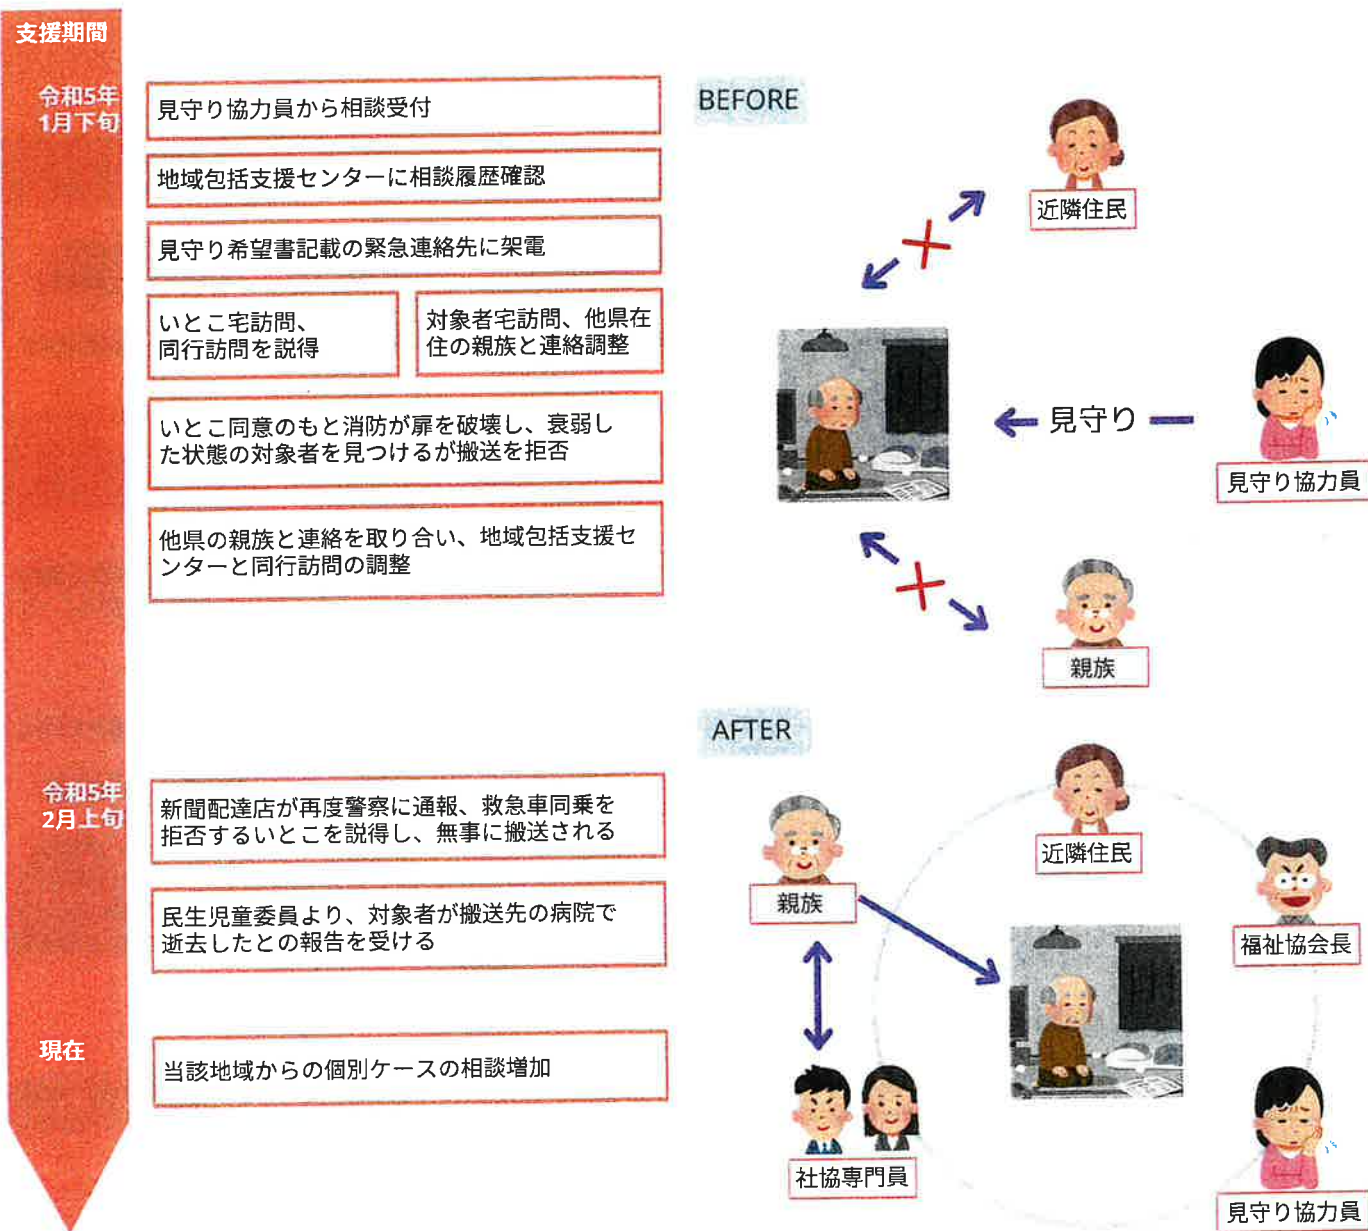 支援期間
令和5年
1月下旬
見守り協力員から相談受付
地域包括支援センターに相談履歴確認
見守り希望書記載の緊急連絡先に架電
いとこ宅訪問、
同行訪問を説得
対象者宅訪問、他県在
住の親族と連絡調整
いとこ同意のもと消防が扉を破壊し、衰弱し
た状態の対象者を見つけるが搬送を拒否
他県の親族と連絡を取り合い、地域包括支援セ
ンターと同行訪問の調整
令和5年
2月上旬
新聞配達店が再度警察に通報、救急車同乗を
拒否するいとこを説得し、無事に搬送される
民生児童委員より、対象者が搬送先の病院で
逝去したとの報告を受ける
現在
当該地域からの個別ケースの相談増加
BEFORE
近隣住民
見守り
見守り協力員
親族
AFTER
近隣住民
親族
福祉協会長
社協専門員
見守り協力員